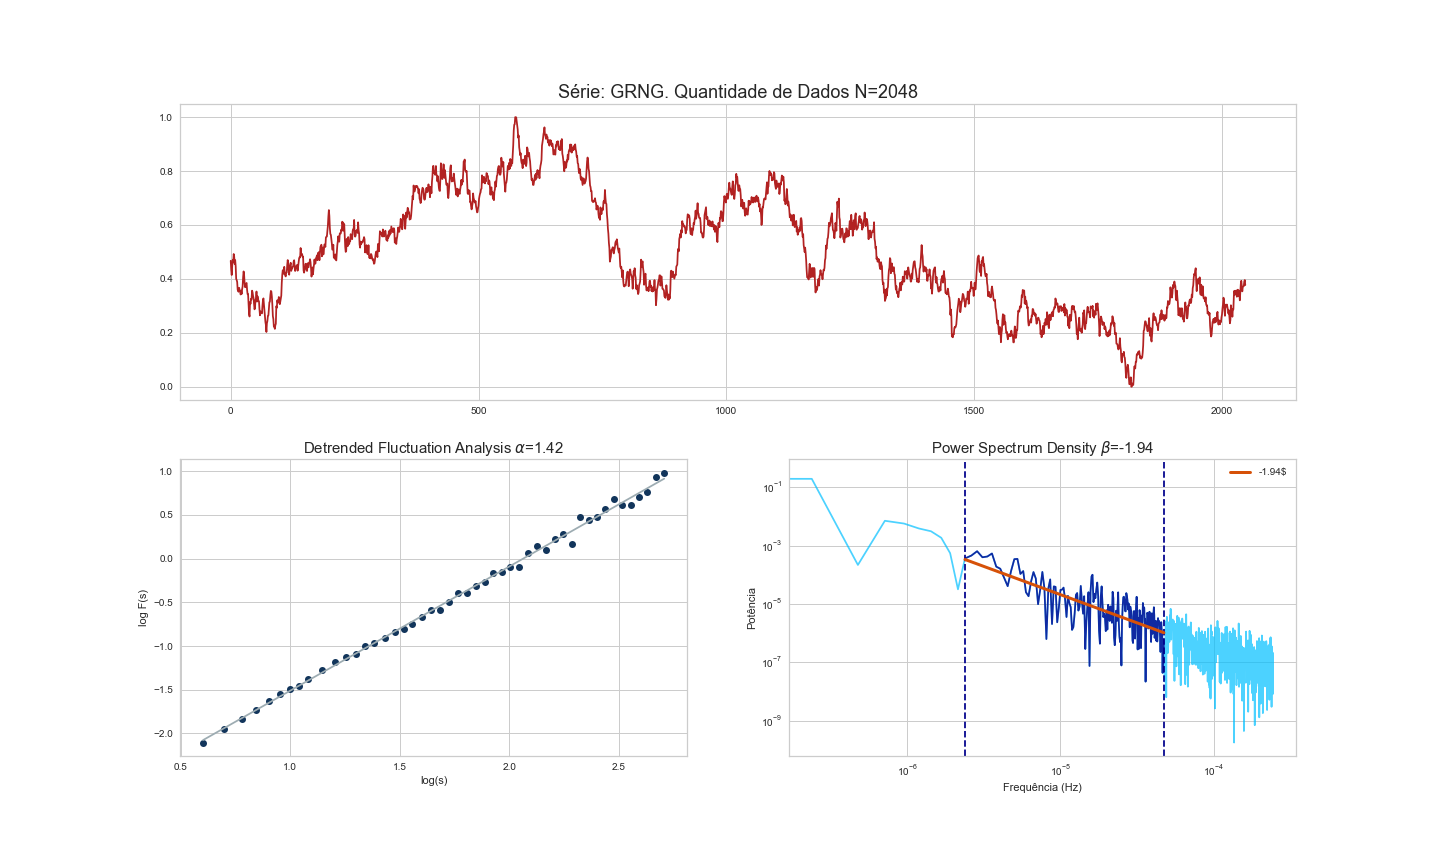 Série: GRNG. Quantidade de Dados N=2048
1.0
0.8
0.6
0.4
0.2
0.0
0 500 1000 1500 2000
Detrended Fluctuation Analysis α=1.42
log F(s)
1.0
0.5
0.0
−0.5
−1.0
−1.5
−2.0
0.5 1.0 1.5 2.0 2.5
log(s)
Power Spectrum Density β=-1.94
-1.94$
Potência
10⁻¹
10⁻³
10⁻⁵
10⁻⁷
10⁻⁹
10⁻⁶ 10⁻⁵ 10⁻⁴
Frequência (Hz)